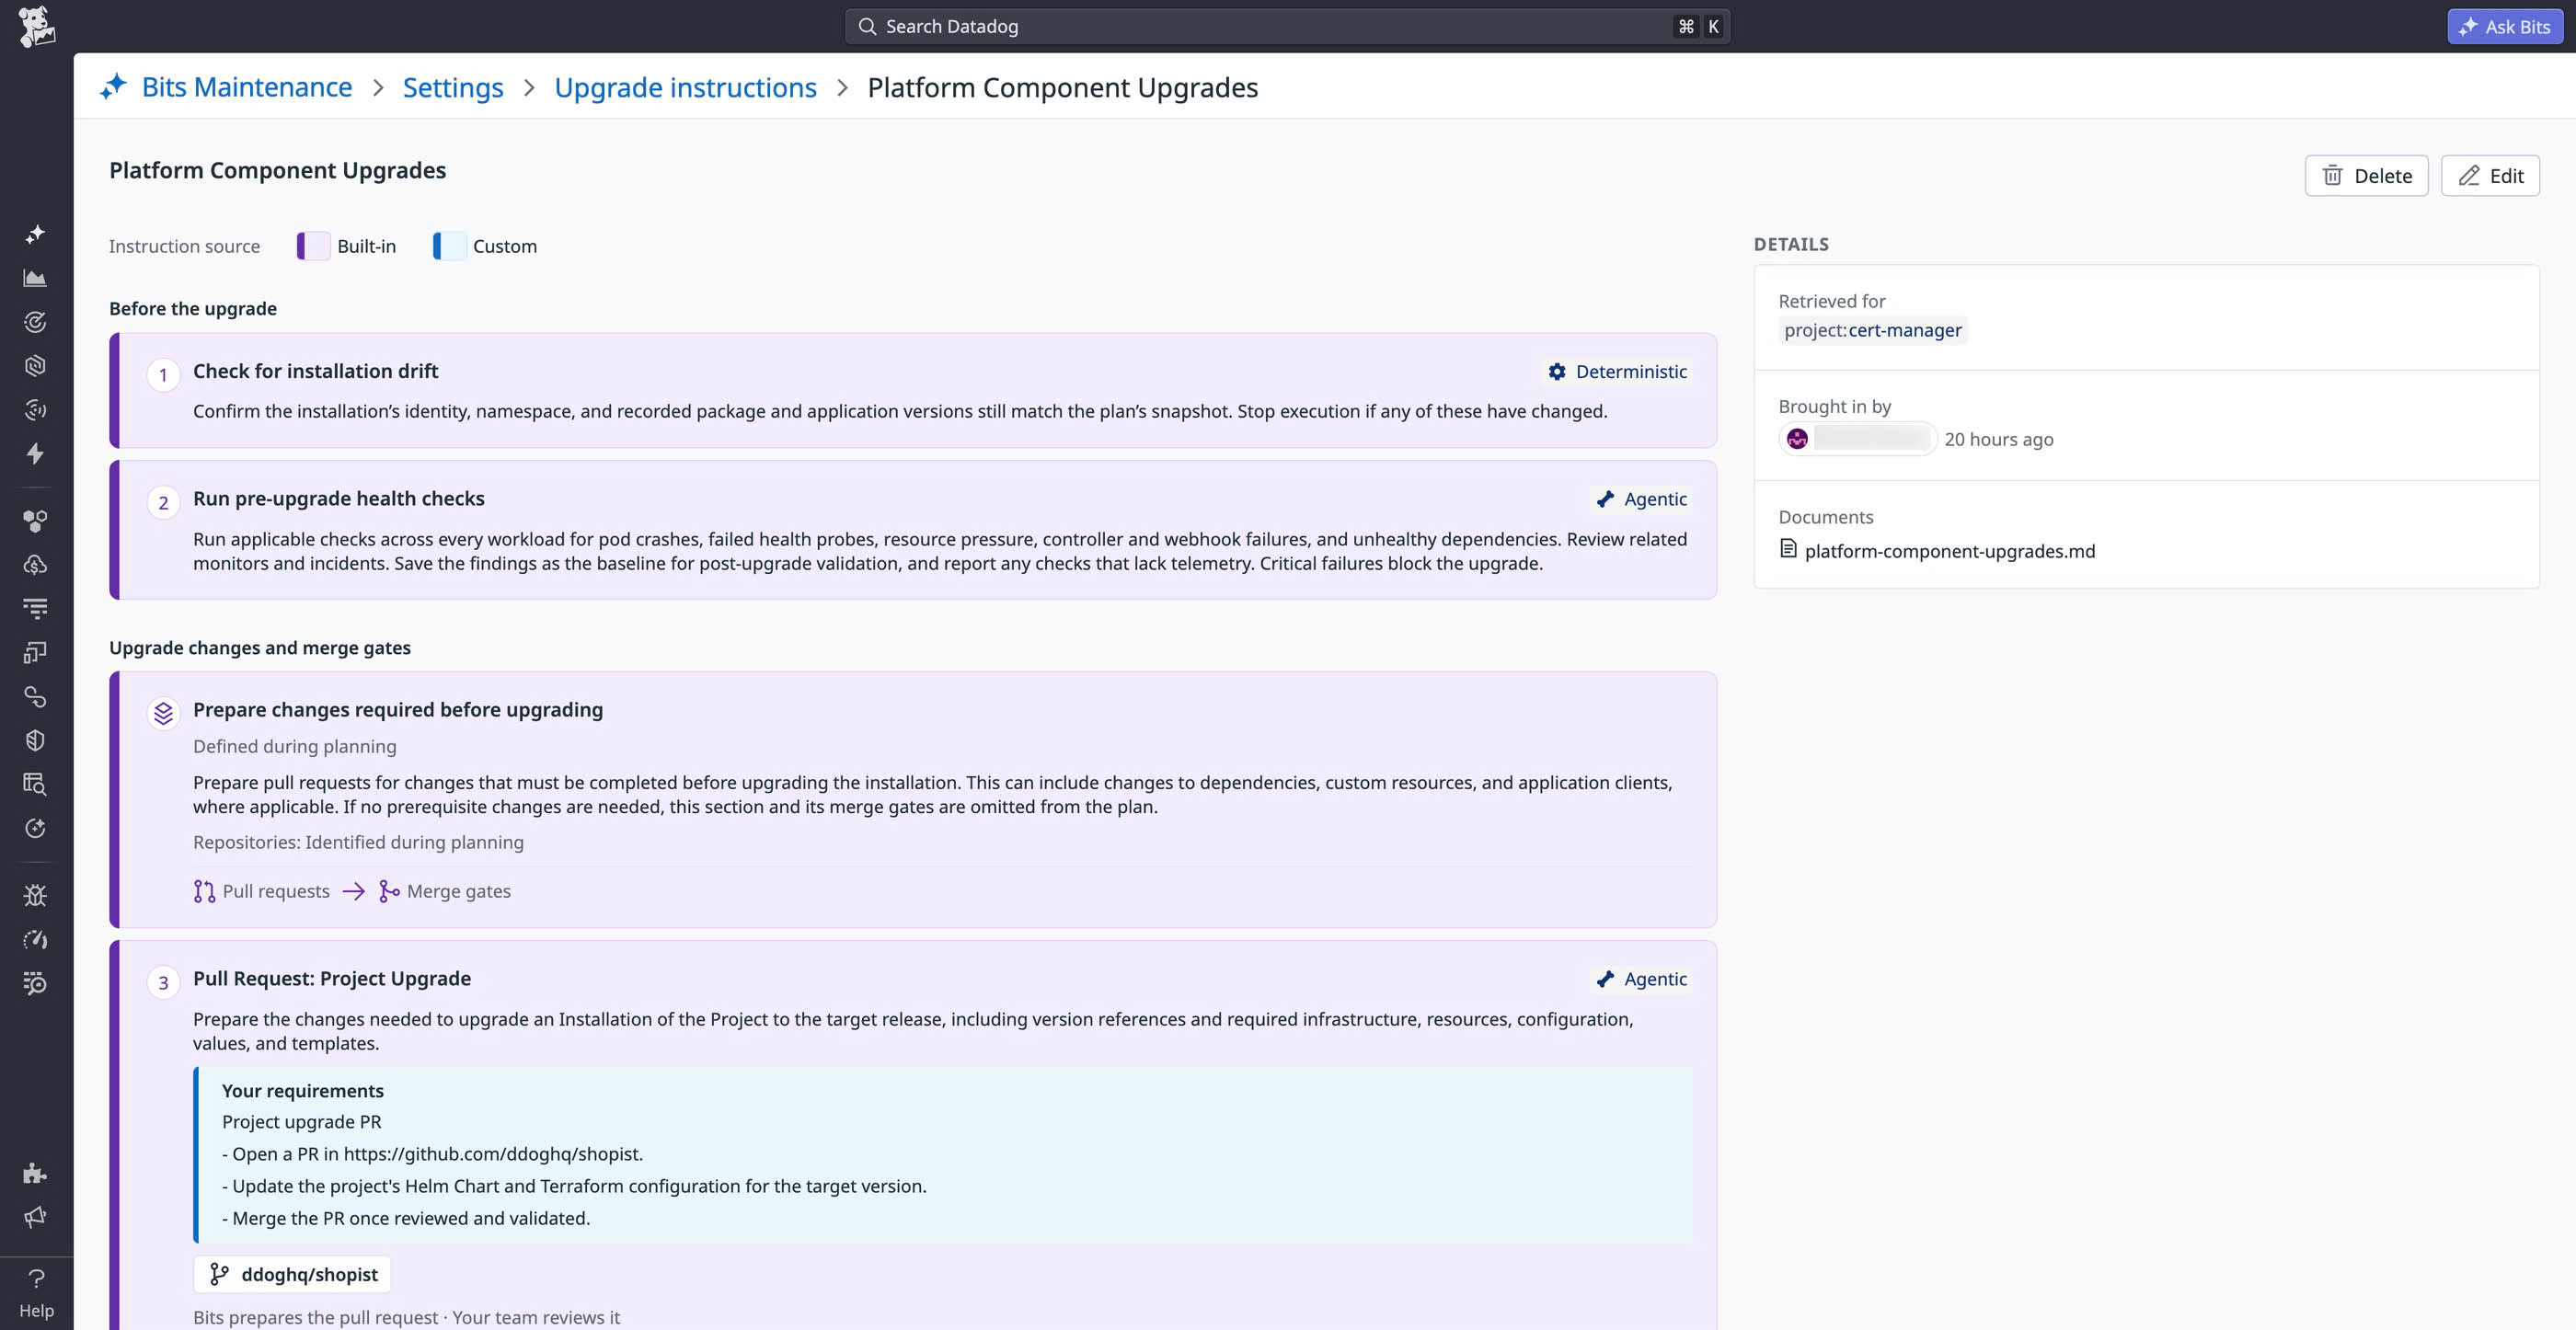 Search Datadog
⌘ K
Ask Bits
Bits Maintenance > Settings > Upgrade instructions > Platform Component Upgrades
Platform Component Upgrades
Delete
Edit
Instruction source
Built-in
Custom
DETAILS
Retrieved for
project:cert-manager
Brought in by
20 hours ago
Documents
platform-component-upgrades.md
Before the upgrade
1
Check for installation drift
Deterministic
Confirm the installation’s identity, namespace, and recorded package and application versions still match the plan’s snapshot. Stop execution if any of these have changed.
2
Run pre-upgrade health checks
Agentic
Run applicable checks across every workload for pod crashes, failed health probes, resource pressure, controller and webhook failures, and unhealthy dependencies. Review related
monitors and incidents. Save the findings as the baseline for post-upgrade validation, and report any checks that lack telemetry. Critical failures block the upgrade.
Upgrade changes and merge gates
Prepare changes required before upgrading
Defined during planning
Prepare pull requests for changes that must be completed before upgrading the installation. This can include changes to dependencies, custom resources, and application clients,
where applicable. If no prerequisite changes are needed, this section and its merge gates are omitted from the plan.
Repositories: Identified during planning
Pull requests → Merge gates
3
Pull Request: Project Upgrade
Agentic
Prepare the changes needed to upgrade an Installation of the Project to the target release, including version references and required infrastructure, resources, configuration,
values, and templates.
Your requirements
Project upgrade PR
- Open a PR in https://github.com/ddoghq/shopist.
- Update the project's Helm Chart and Terraform configuration for the target version.
- Merge the PR once reviewed and validated.
ddoghq/shopist
Bits prepares the pull request · Your team reviews it
Help